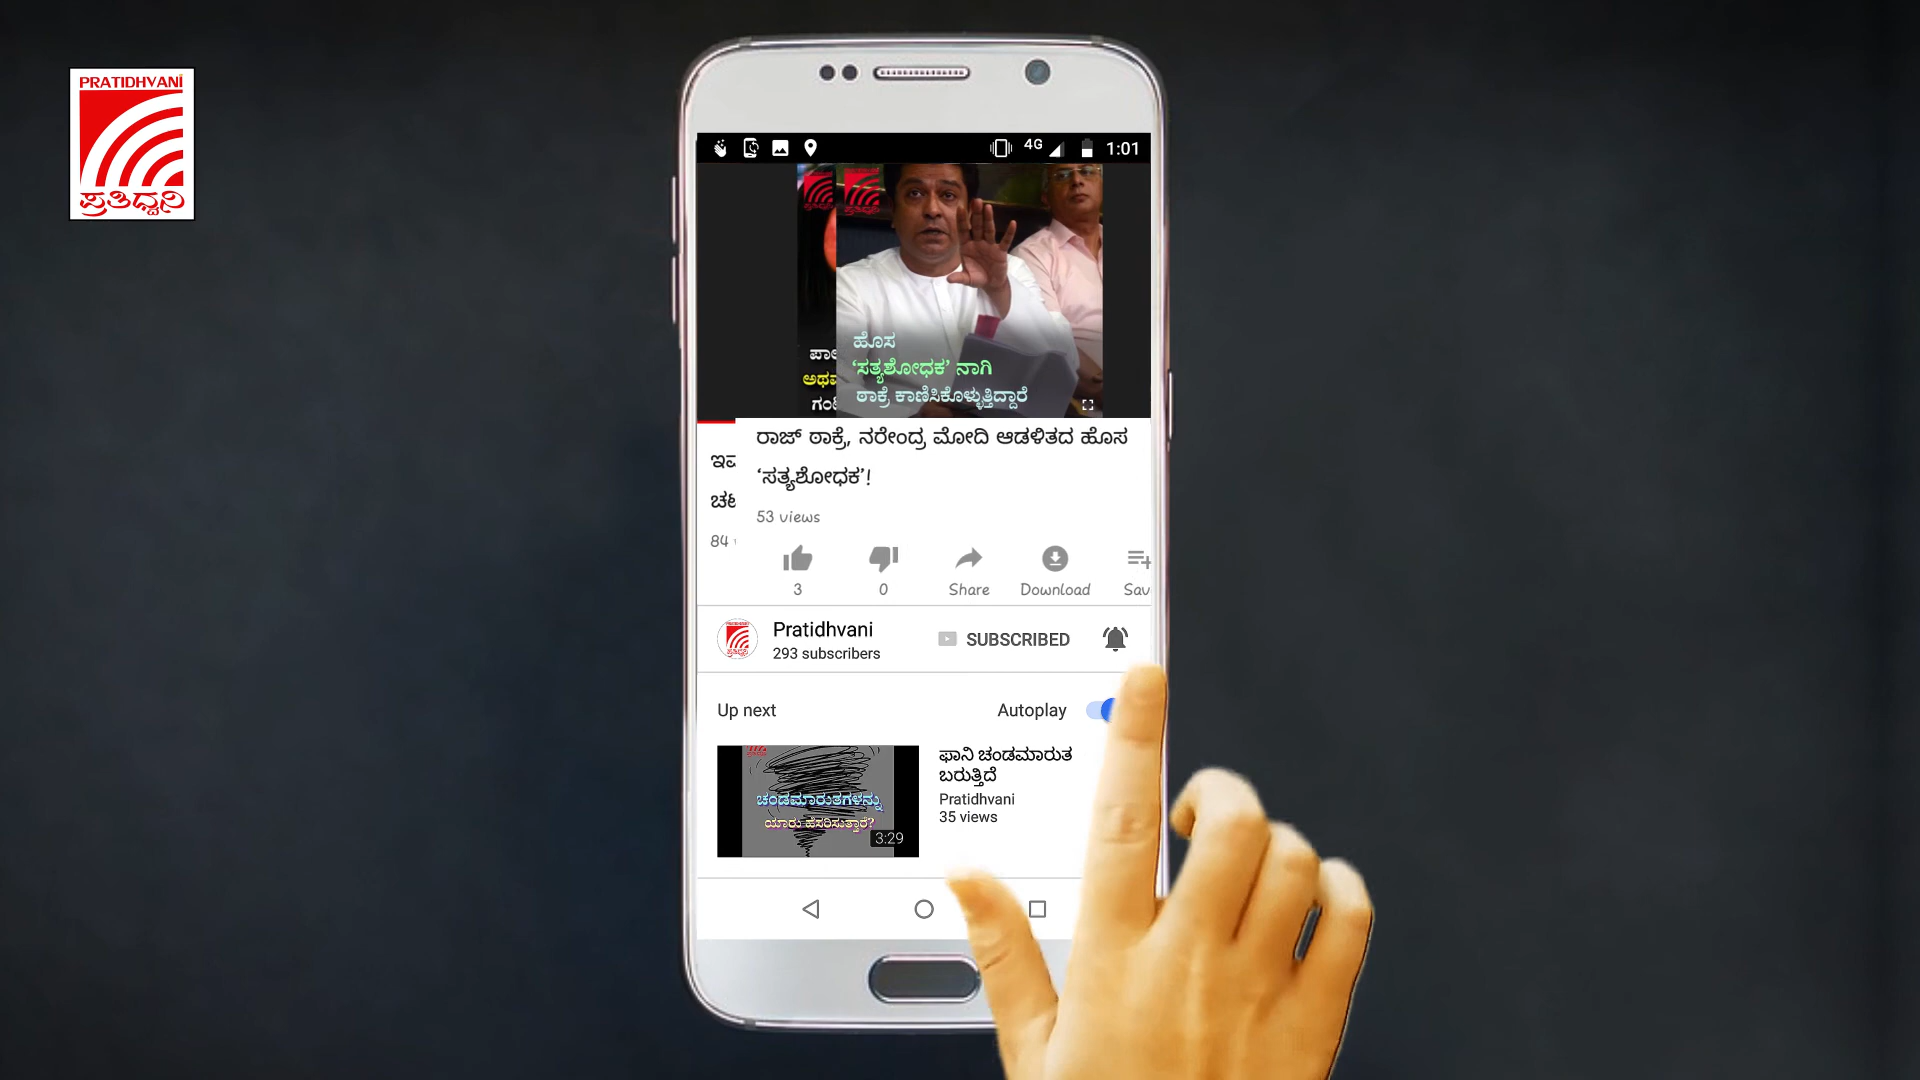 PRATIDHVANI
ಪ್ರತಿಧ್ವನಿ
4G 1:01
ಹೊಸ
‘ಸತ್ಯಶೋಧಕ’ ನಾಗಿ
ಠಾಕ್ರೆ ಕಾಣಿಸಿಕೊಳ್ಳುತ್ತಿದ್ದಾರೆ
ರಾಜ್ ಠಾಕ್ರೆ, ನರೇಂದ್ರ ಮೋದಿ ಆಡಳಿತದ ಹೊಸ
‘ಸತ್ಯಶೋಧಕ’!
53 views
84
3 0 Share Download Sav
Pratidhvani
293 subscribers
SUBSCRIBED
Up next Autoplay
ಫಾನಿ ಚಂಡಮಾರುತ
ಬರುತ್ತಿದೆ
Pratidhvani
35 views
ಚಂಡಮಾರುತಗಳನ್ನು
ಯಾರು ಹೆಸರಿಸುತ್ತಾರೆ?
3:29